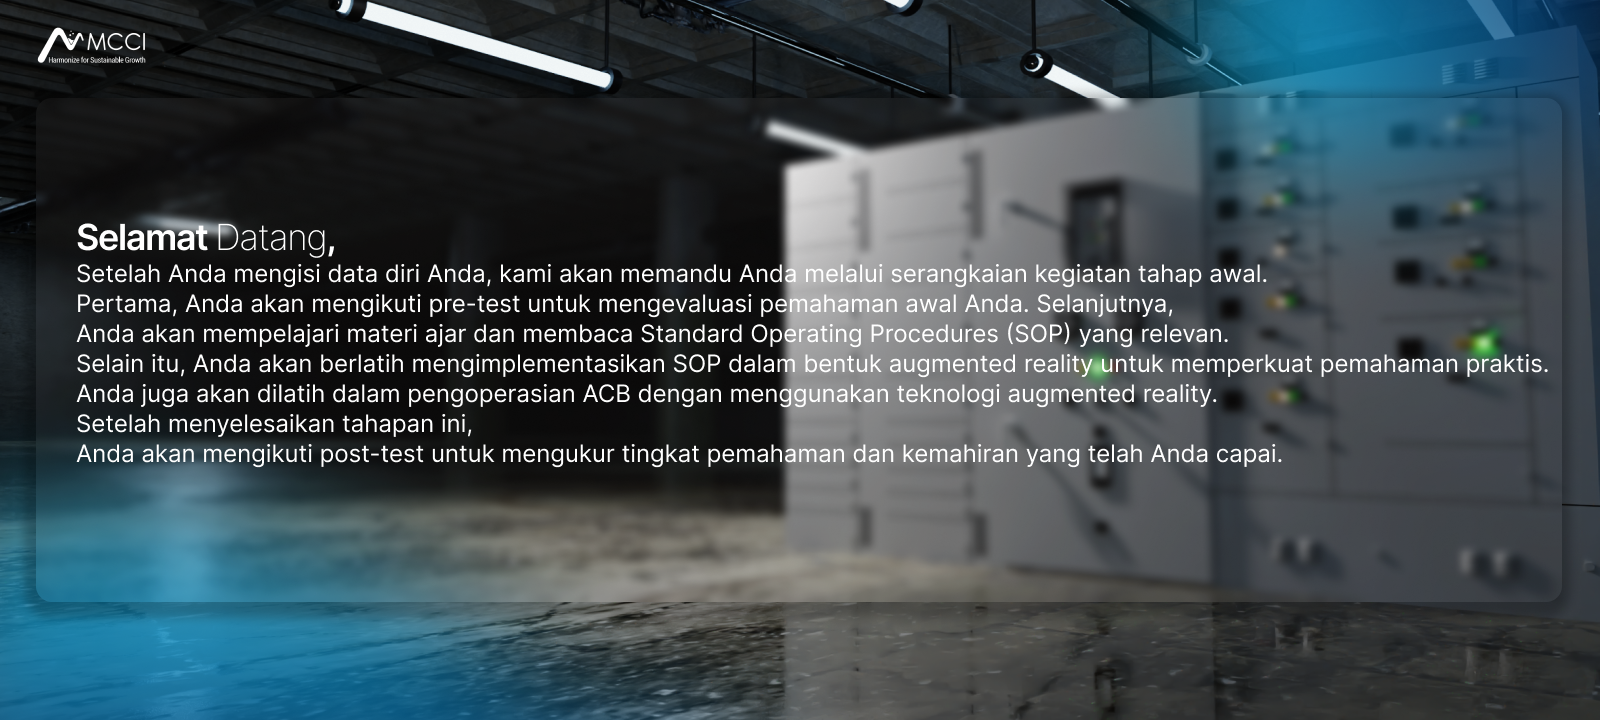 MCCI
Harmonize for Sustainable Growth
Selamat Datang,
Setelah Anda mengisi data diri Anda, kami akan memandu Anda melalui serangkaian kegiatan tahap awal.
Pertama, Anda akan mengikuti pre-test untuk mengevaluasi pemahaman awal Anda. Selanjutnya,
Anda akan mempelajari materi ajar dan membaca Standard Operating Procedures (SOP) yang relevan.
Selain itu, Anda akan berlatih mengimplementasikan SOP dalam bentuk augmented reality untuk memperkuat pemahaman praktis.
Anda juga akan dilatih dalam pengoperasian ACB dengan menggunakan teknologi augmented reality.
Setelah menyelesaikan tahapan ini,
Anda akan mengikuti post-test untuk mengukur tingkat pemahaman dan kemahiran yang telah Anda capai.